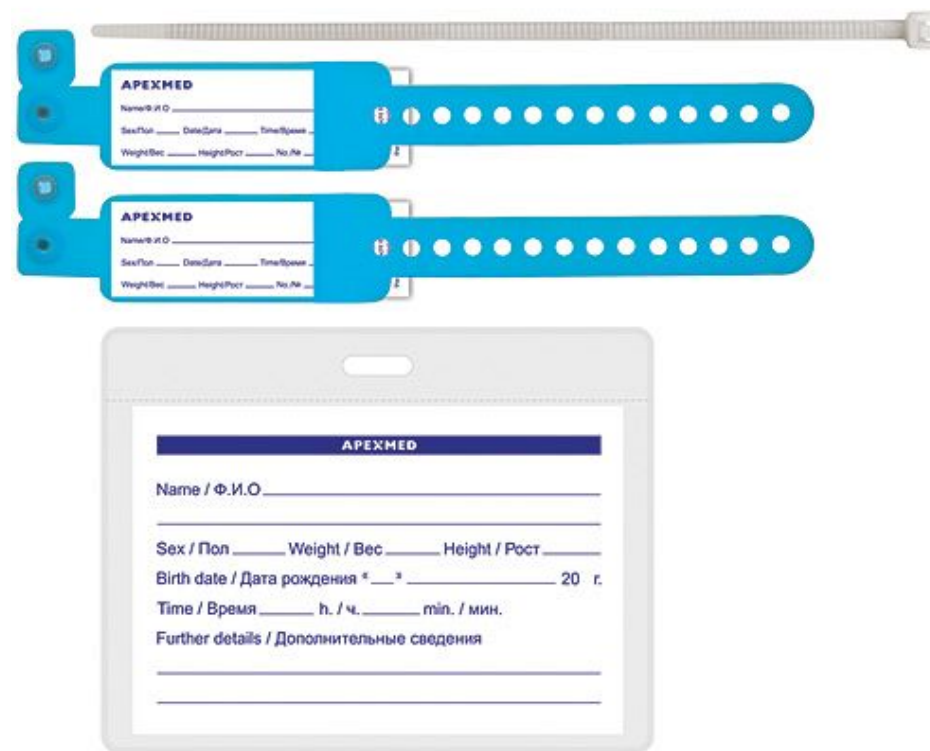 APEXMED
Name/Ф.И.О
Sex/Пол Date/Дата Time/Время
Weight/Вес Height/Рост No./№
APEXMED
Name/Ф.И.О
Sex/Пол Date/Дата Time/Время
Weight/Вес Height/Рост No./№
APEXMED
Name / Ф.И.О
Sex / Пол Weight / Вес Height / Рост
Birth date / Дата рождения « » 20 г.
Time / Время h. / ч. min. / мин.
Further details / Дополнительные сведения